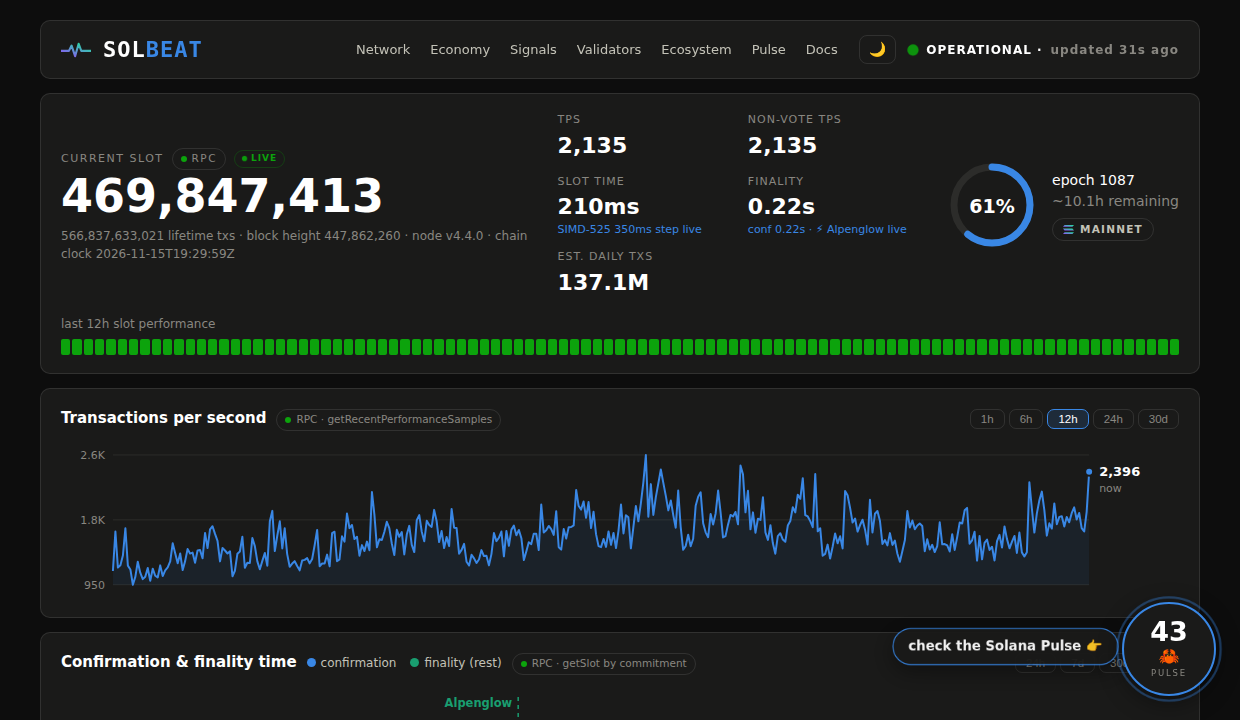 SOLBEAT
Network Economy Signals Validators Ecosystem Pulse Docs
OPERATIONAL · updated 31s ago
CURRENT SLOT RPC LIVE
469,847,413
566,837,633,021 lifetime txs · block height 447,862,260 · node v4.4.0 · chain
clock 2026-11-15T19:29:59Z
TPS
2,135
NON-VOTE TPS
2,135
SLOT TIME
210ms
SIMD-525 350ms step live
FINALITY
0.22s
conf 0.22s · ⚡ Alpenglow live
EST. DAILY TXS
137.1M
61%
epoch 1087
~10.1h remaining
MAINNET
last 12h slot performance
Transactions per second RPC · getRecentPerformanceSamples
1h 6h 12h 24h 30d
2.6K
1.8K
950
2,396
now
Confirmation & finality time confirmation finality (rest) RPC · getSlot by commitment
Alpenglow
check the Solana Pulse 👉
43
PULSE